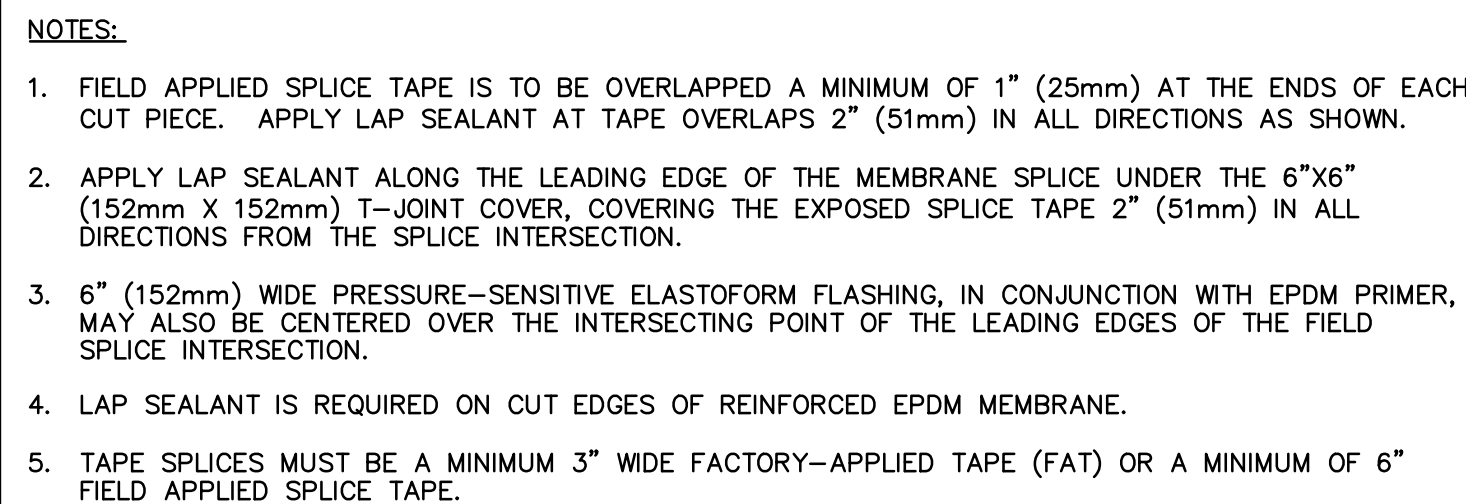 NOTES:
1. FIELD APPLIED SPLICE TAPE IS TO BE OVERLAPPED A MINIMUM OF 1" (25mm) AT THE ENDS OF EACH
CUT PIECE. APPLY LAP SEALANT AT TAPE OVERLAPS 2" (51mm) IN ALL DIRECTIONS AS SHOWN.
2. APPLY LAP SEALANT ALONG THE LEADING EDGE OF THE MEMBRANE SPLICE UNDER THE 6"X6"
(152mm X 152mm) T-JOINT COVER, COVERING THE EXPOSED SPLICE TAPE 2" (51mm) IN ALL
DIRECTIONS FROM THE SPLICE INTERSECTION.
3. 6" (152mm) WIDE PRESSURE-SENSITIVE ELASTOFORM FLASHING, IN CONJUNCTION WITH EPDM PRIMER,
MAY ALSO BE CENTERED OVER THE INTERSECTING POINT OF THE LEADING EDGES OF THE FIELD
SPLICE INTERSECTION.
4. LAP SEALANT IS REQUIRED ON CUT EDGES OF REINFORCED EPDM MEMBRANE.
5. TAPE SPLICES MUST BE A MINIMUM 3" WIDE FACTORY-APPLIED TAPE (FAT) OR A MINIMUM OF 6"
FIELD APPLIED SPLICE TAPE.